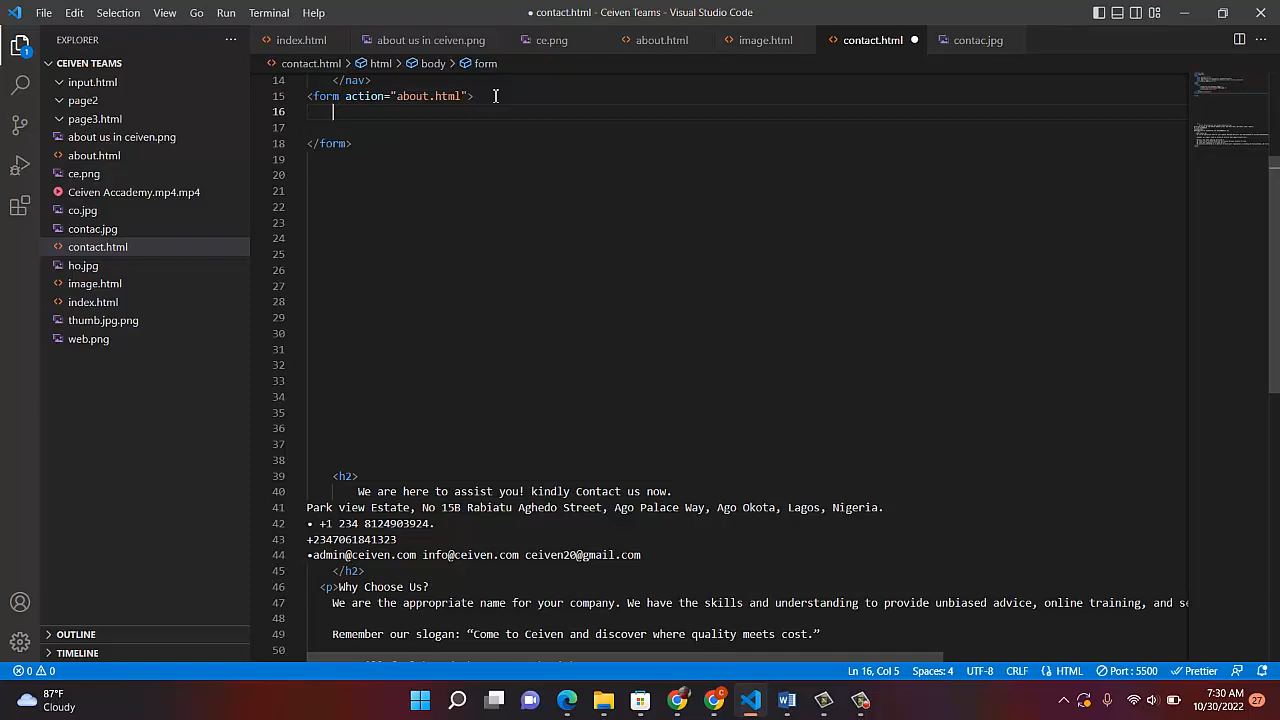 File Edit Selection View Go Run Terminal Help
● contact.html - Ceiven Teams - Visual Studio Code
EXPLORER
index.html
about us in ceiven.png
ce.png
about.html
image.html
contact.html
contac.jpg
contact.html > html > body > form
1
CEIVEN TEAMS
input.html
page2
page3.html
about us in ceiven.png
about.html
ce.png
Ceiven Accademy.mp4.mp4
co.jpg
contac.jpg
contact.html
ho.jpg
image.html
index.html
thumb.jpg.png
web.png
OUTLINE
TIMELINE
14 </nav>
15 <form action="about.html">
16
17
18 </form>
19
20
21
22
23
24
25
26
27
28
29
30
31
32
33
34
35
36
37
38
39 <h2>
40 We are here to assist you! kindly Contact us now.
41 Park view Estate, No 15B Rabiatu Aghedo Street, Ago Palace Way, Ago Okota, Lagos, Nigeria.
42 • +1 234 8124903924.
43 +2347061841323
44 •admin@ceiven.com info@ceiven.com ceiven20@gmail.com
45 </h2>
46 <p>Why Choose Us?
47 We are the appropriate name for your company. We have the skills and understanding to provide unbiased advice, online training, and se
48
49 Remember our slogan: “Come to Ceiven and discover where quality meets cost.”
50
0 0
Ln 16, Col 5 Spaces: 4 UTF-8 CRLF HTML Port : 5500 Prettier
87°F
Cloudy
7:30 AM
10/30/2022
27